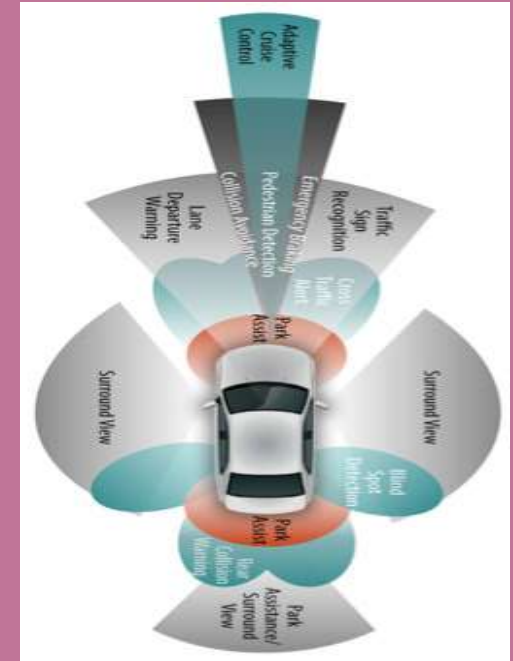 Adaptive
Cruise
Control
Emergency Braking
Pedestrian Detection
Collision Avoidance
Traffic
Sign
Recognition
Lane
Departure
Warning
Cross
Traffic
Alert
Park
Assist
Surround View
Surround View
Blind
Spot
Detection
Park
Assist
Rear
Collision
Warning
Park
Assistance/
Surround
View